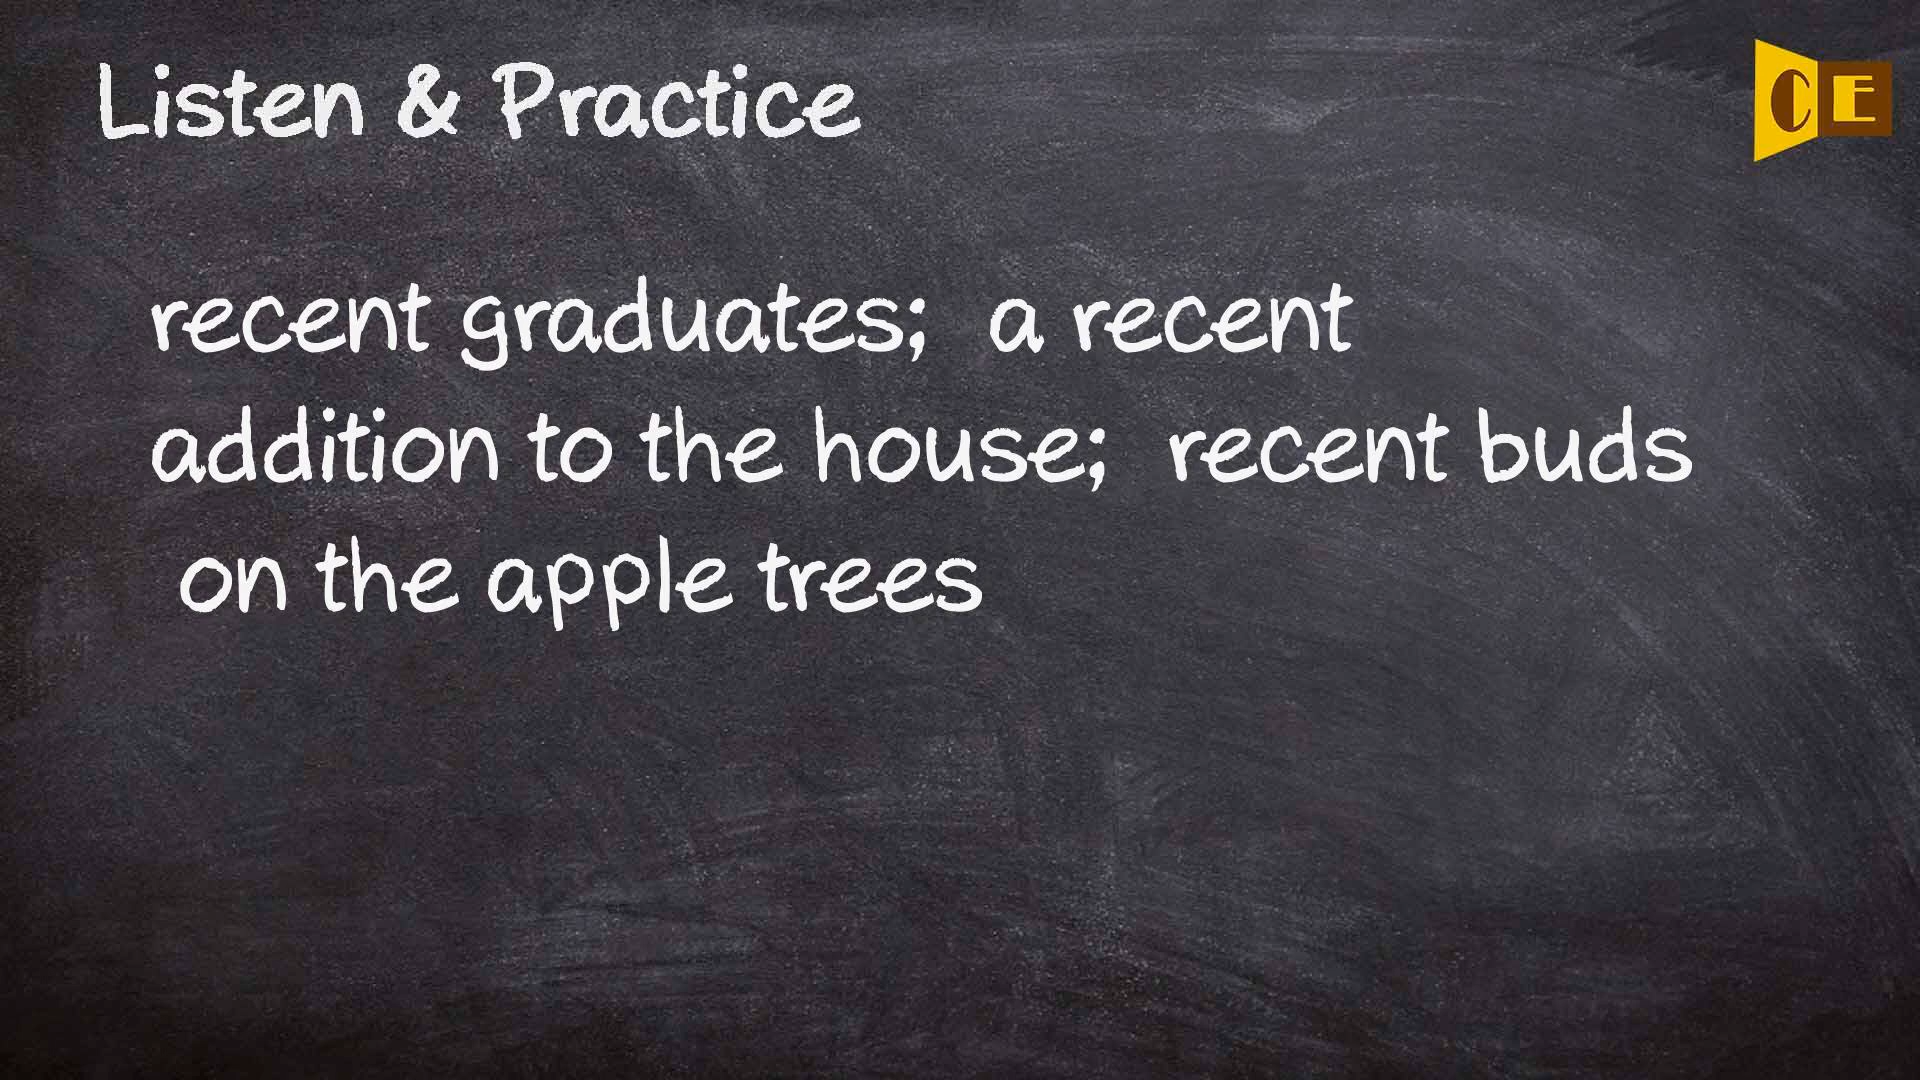 Listen & Practice
CE
recent graduates;  a recent
addition to the house;  recent buds
on the apple trees